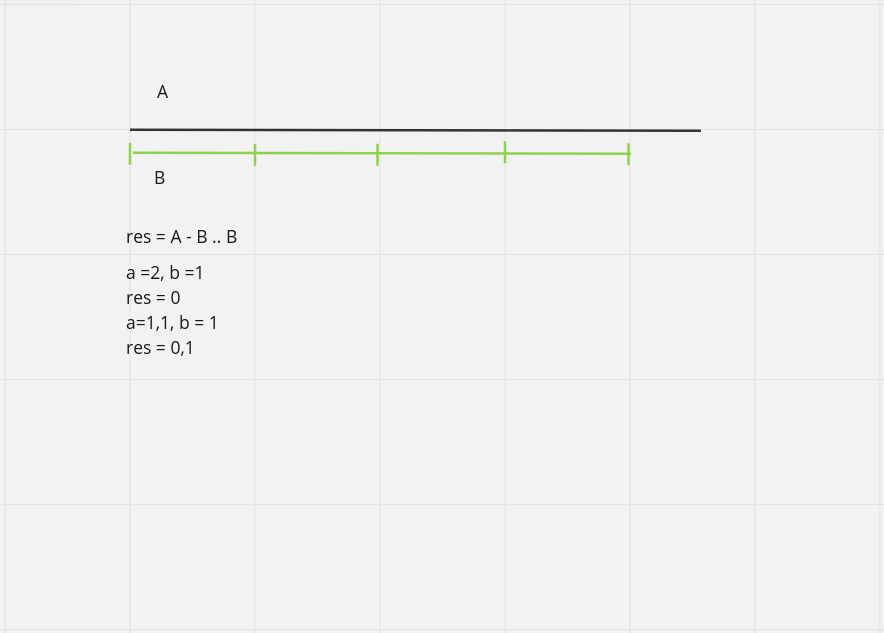 A
B
res = A - B .. B
a =2, b =1
res = 0
a=1,1, b = 1
res = 0,1